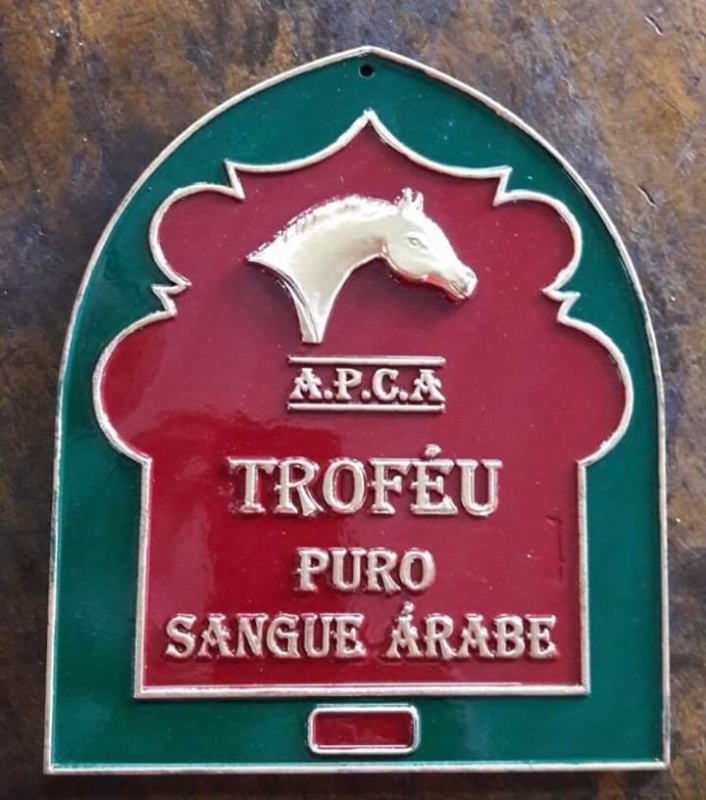 A.P.C.A
TROFÉU
PURO
SANGUE ÁRABE